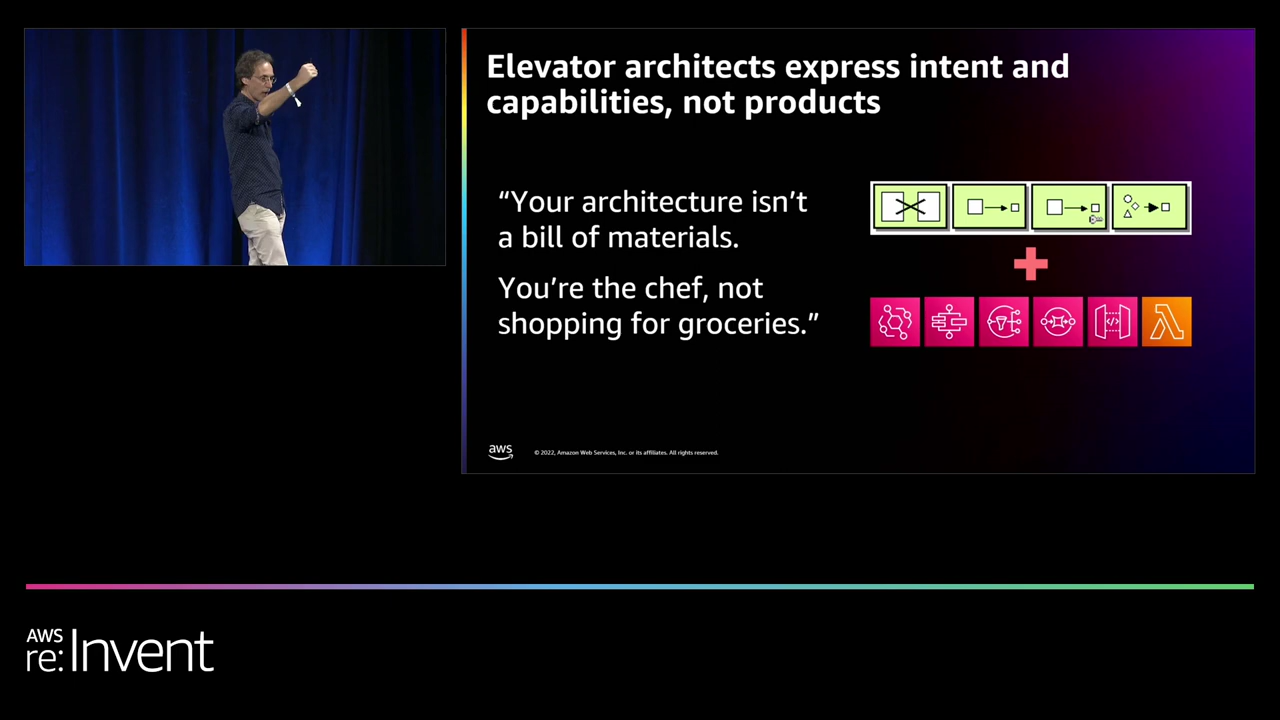 Elevator architects express intent and
capabilities, not products
“Your architecture isn’t
a bill of materials.
You’re the chef, not
shopping for groceries.”
aws
© 2022, Amazon Web Services, Inc. or its affiliates. All rights reserved.
AWS
re:Invent